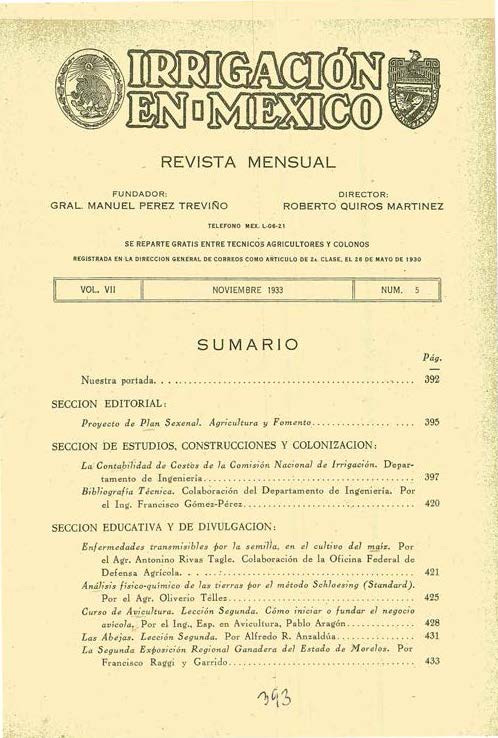 IRRIGACIÓN
EN MEXICO
REVISTA MENSUAL
FUNDADOR:
GRAL. MANUEL PEREZ TREVIÑO
DIRECTOR:
ROBERTO QUIROS MARTINEZ
TELEFONO MEX. L-06-21
SE REPARTE GRATIS ENTRE TECNICOS AGRICULTORES Y COLONOS
REGISTRADA EN LA DIRECCION GENERAL DE CORREOS COMO ARTICULO DE 2a. CLASE, EL 26 DE MAYO DE 1930
VOL. VII NOVIEMBRE 1933 NUM. 5
SUMARIO
Pág.
Nuestra portada. . . . . . . . . . . . . . . . . . . . 392
SECCION EDITORIAL:
Proyecto de Plan Sexenal. Agricultura y Fomento. . . . . . . . . . 395
SECCION DE ESTUDIOS, CONSTRUCCIONES Y COLONIZACION:
La Contabilidad de Costos de la Comisión Nacional de Irrigación. Depar-
tamento de Ingeniería. . . . . . . . . . 397
Bibliografía Técnica. Colaboración del Departamento de Ingeniería. Por
el Ing. Francisco Gómez-Pérez. . . . . . . . . . 420
SECCION EDUCATIVA Y DE DIVULGACION:
Enfermedades transmisibles por la semilla, en el cultivo del maíz. Por
el Agr. Antonino Rivas Tagle. Colaboración de la Oficina Federal de
Defensa Agrícola. . . . . . . . . . 421
Análisis físico-químico de las tierras por el método Schloesing (Standard).
Por el Agr. Oliverio Téllez. . . . . . . . . . 425
Curso de Avicultura. Lección Segunda. Cómo iniciar o fundar el negocio
avícola. Por el Ing., Esp. en Avicultura, Pablo Aragón. . . . . . . . . . 428
Las Abejas. Lección Segunda. Por Alfredo R. Anzaldúa. . . . . . . . . . 431
La Segunda Exposición Regional Ganadera del Estado de Morelos. Por
Francisco Raggi y Garrido. . . . . . . . . . 433
393